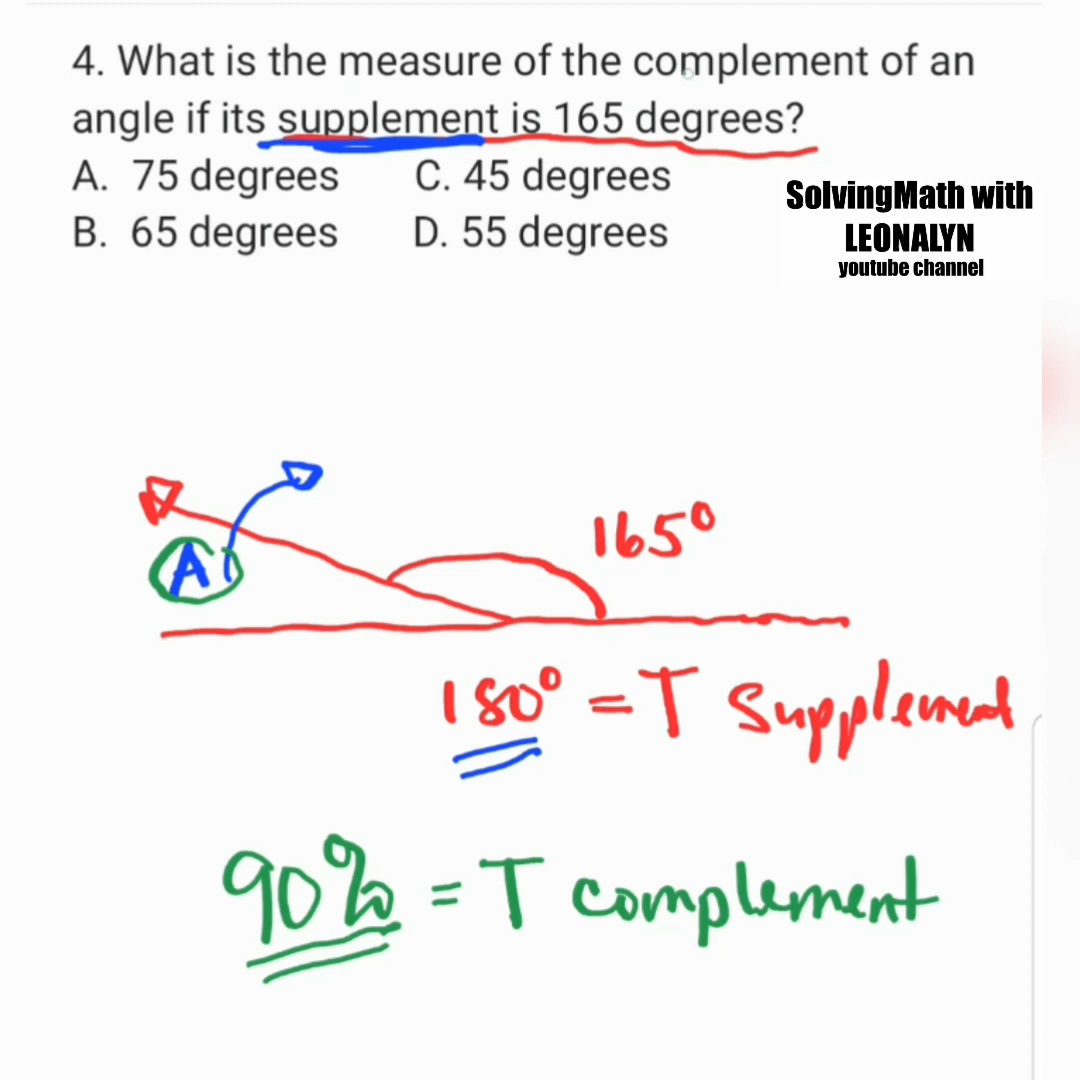 4. What is the measure of the complement of an
angle if its supplement is 165 degrees?
A. 75 degrees C. 45 degrees
B. 65 degrees D. 55 degrees
SolvingMath with
LEONALYN
youtube channel
165°
A
180° = T Supplement
90° = T complement